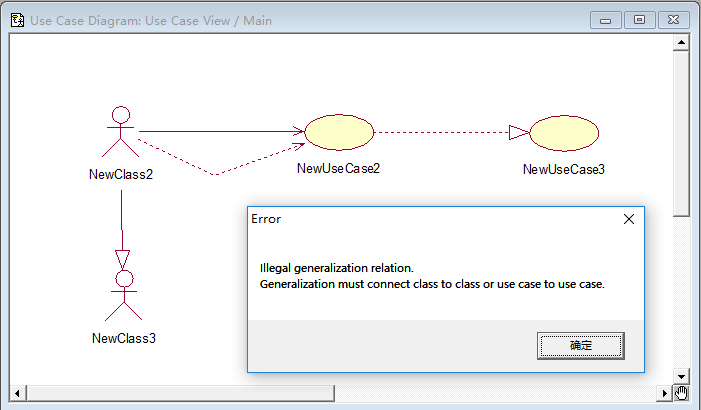 Use Case Diagram: Use Case View / Main
NewClass2
NewUseCase2
NewUseCase3
Error
Illegal generalization relation.
Generalization must connect class to class or use case to use case.
确定
NewClass3